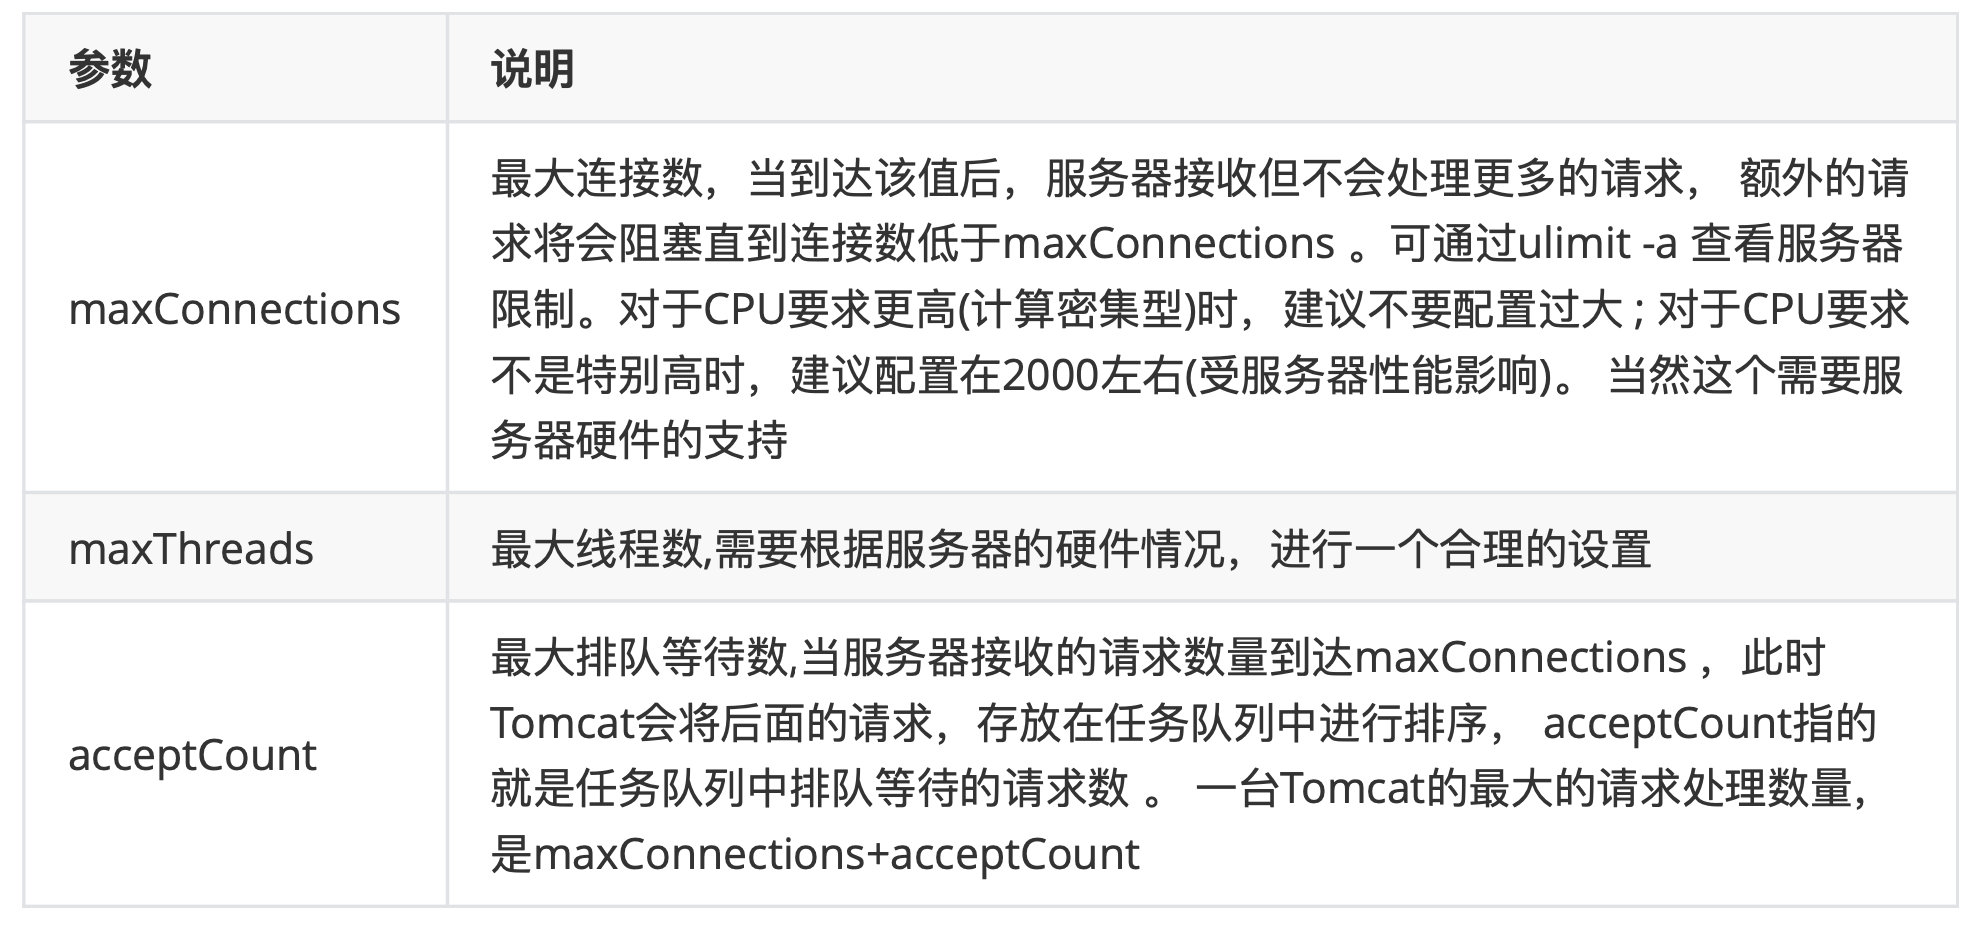 参数
说明
maxConnections
最大连接数，当到达该值后，服务器接收但不会处理更多的请求， 额外的请
求将会阻塞直到连接数低于maxConnections 。可通过ulimit -a 查看服务器
限制。对于CPU要求更高(计算密集型)时，建议不要配置过大 ; 对于CPU要求
不是特别高时，建议配置在2000左右(受服务器性能影响)。 当然这个需要服
务器硬件的支持
maxThreads
最大线程数,需要根据服务器的硬件情况，进行一个合理的设置
acceptCount
最大排队等待数,当服务器接收的请求数量到达maxConnections ，此时
Tomcat会将后面的请求，存放在任务队列中进行排序， acceptCount指的
就是任务队列中排队等待的请求数 。 一台Tomcat的最大的请求处理数量，
是maxConnections+acceptCount